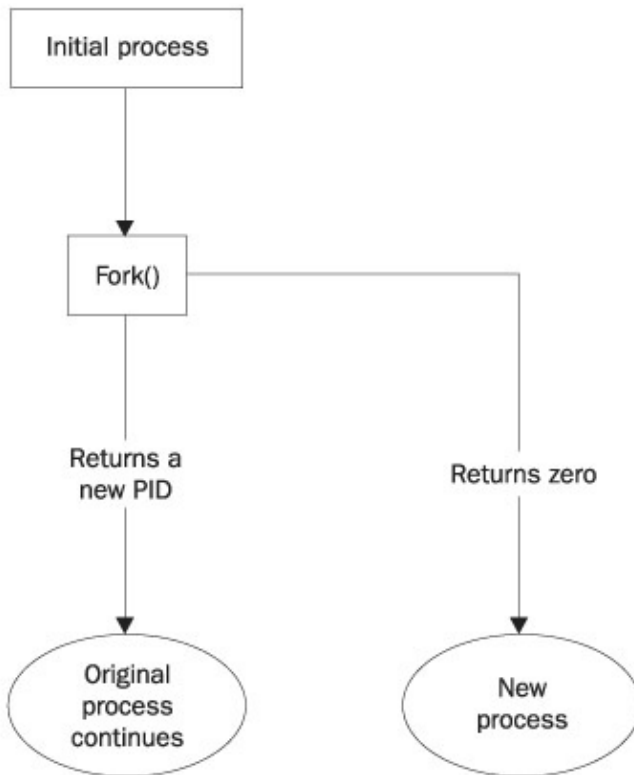 Initial process
Fork()
Returns a
new PID
Returns zero
Original
process
continues
New
process